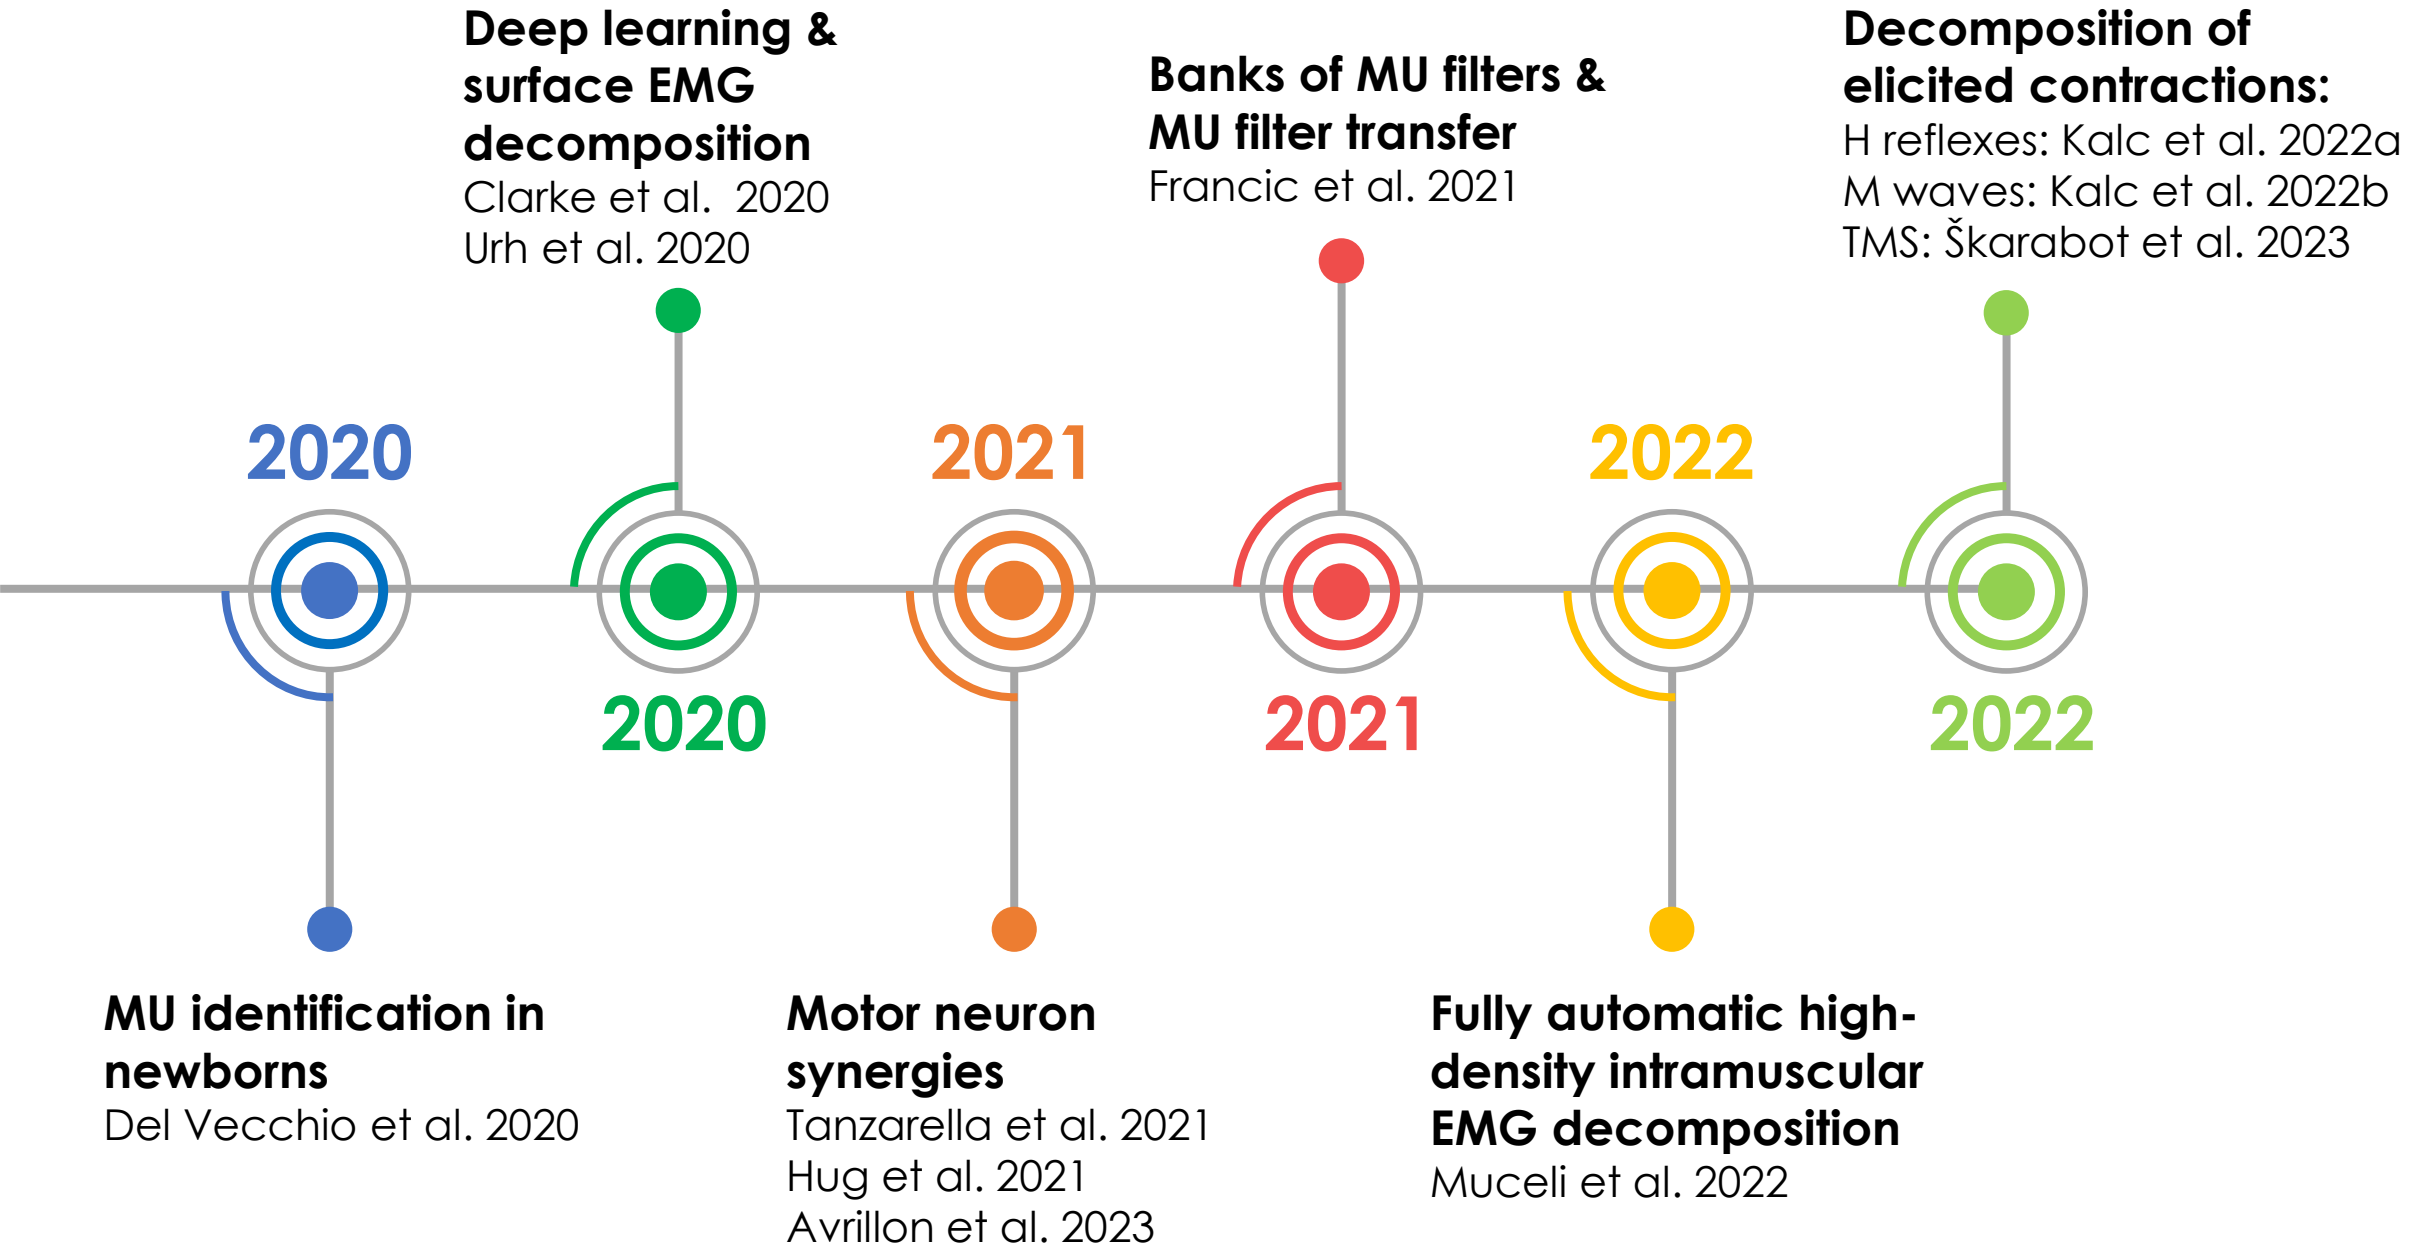 Deep learning &
surface EMG
decomposition
Clarke et al.  2020
Urh et al. 2020
Banks of MU filters &
MU filter transfer
Francic et al. 2021
Decomposition of
elicited contractions:
H reflexes: Kalc et al. 2022a
M waves: Kalc et al. 2022b
TMS: Škarabot et al. 2023
2020
2021
2022
2020
2021
2022
MU identification in
newborns
Del Vecchio et al. 2020
Motor neuron
synergies
Tanzarella et al. 2021
Hug et al. 2021
Avrillon et al. 2023
Fully automatic high-
density intramuscular
EMG decomposition
Muceli et al. 2022